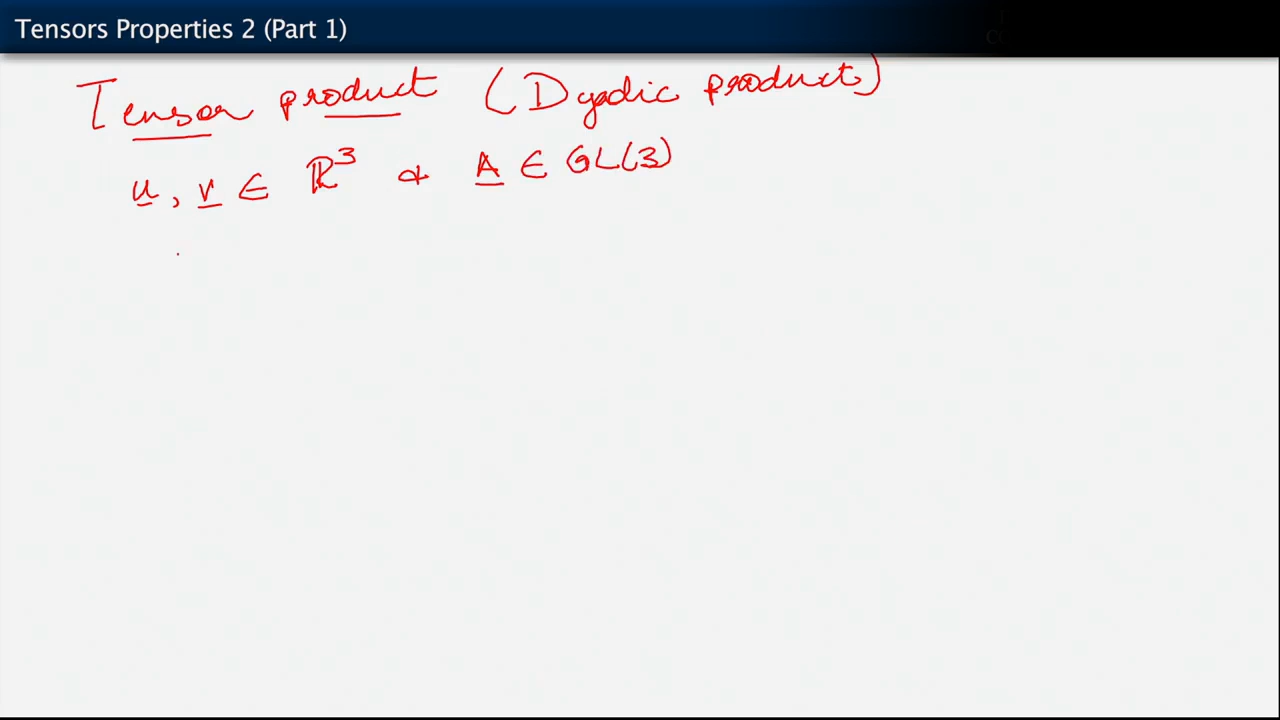 Tensors Properties 2 (Part 1)
Tensor product (Dyadic product)
u, v ∈ ℝ³ & A ∈ GL(3)